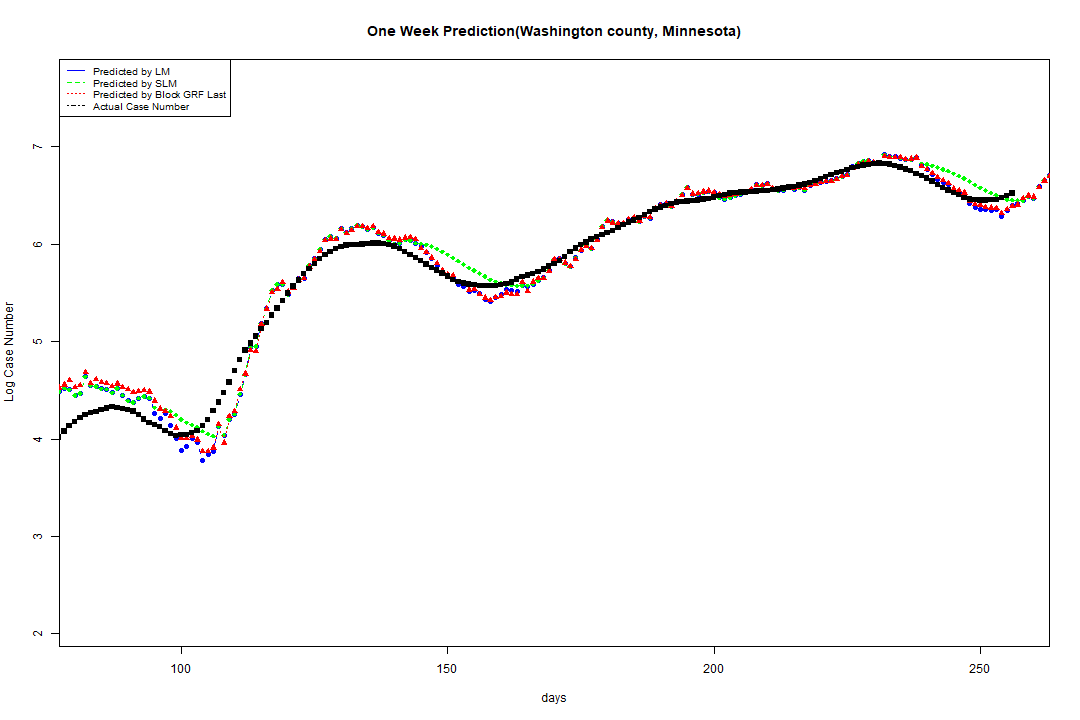 One Week Prediction(Washington county, Minnesota)
Predicted by LM
Predicted by SLM
Predicted by Block GRF Last
Actual Case Number
Log Case Number
7
6
5
4
3
2
100 150 200 250
days